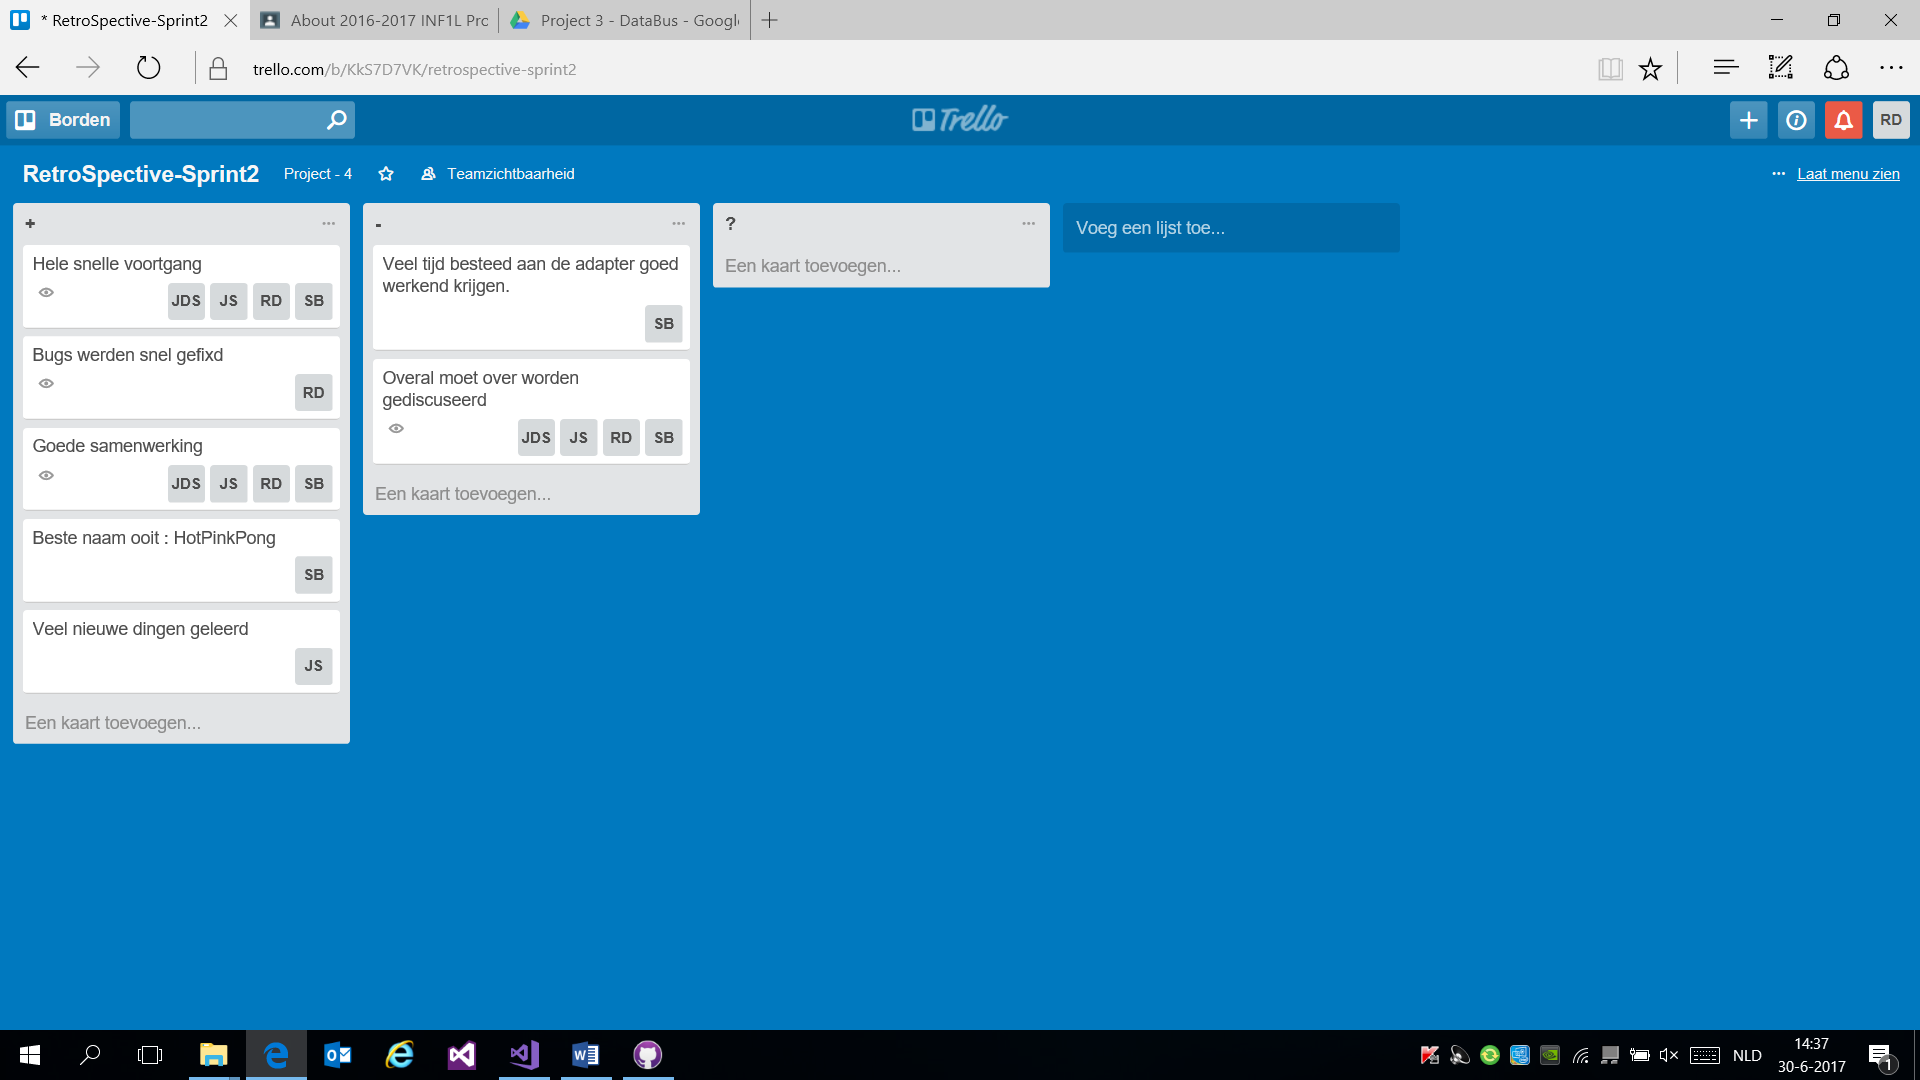 * RetroSpective-Sprint2
About 2016-2017 INF1L Pro
Project 3 - DataBus - Googl
trello.com/b/KkS7D7VK/retrospective-sprint2
Borden
Trello
RD
RetroSpective-Sprint2
Project - 4
Teamzichtbaarheid
Laat menu zien
+
Hele snelle voortgang
JDS JS RD SB
Bugs werden snel gefixd
RD
Goede samenwerking
JDS JS RD SB
Beste naam ooit : HotPinkPong
SB
Veel nieuwe dingen geleerd
JS
Een kaart toevoegen...
-
Veel tijd besteed aan de adapter goed
werkend krijgen.
SB
Overal moet over worden
gediscuseerd
JDS JS RD SB
Een kaart toevoegen...
?
Een kaart toevoegen...
Voeg een lijst toe...
NLD
14:37
30-6-2017
1